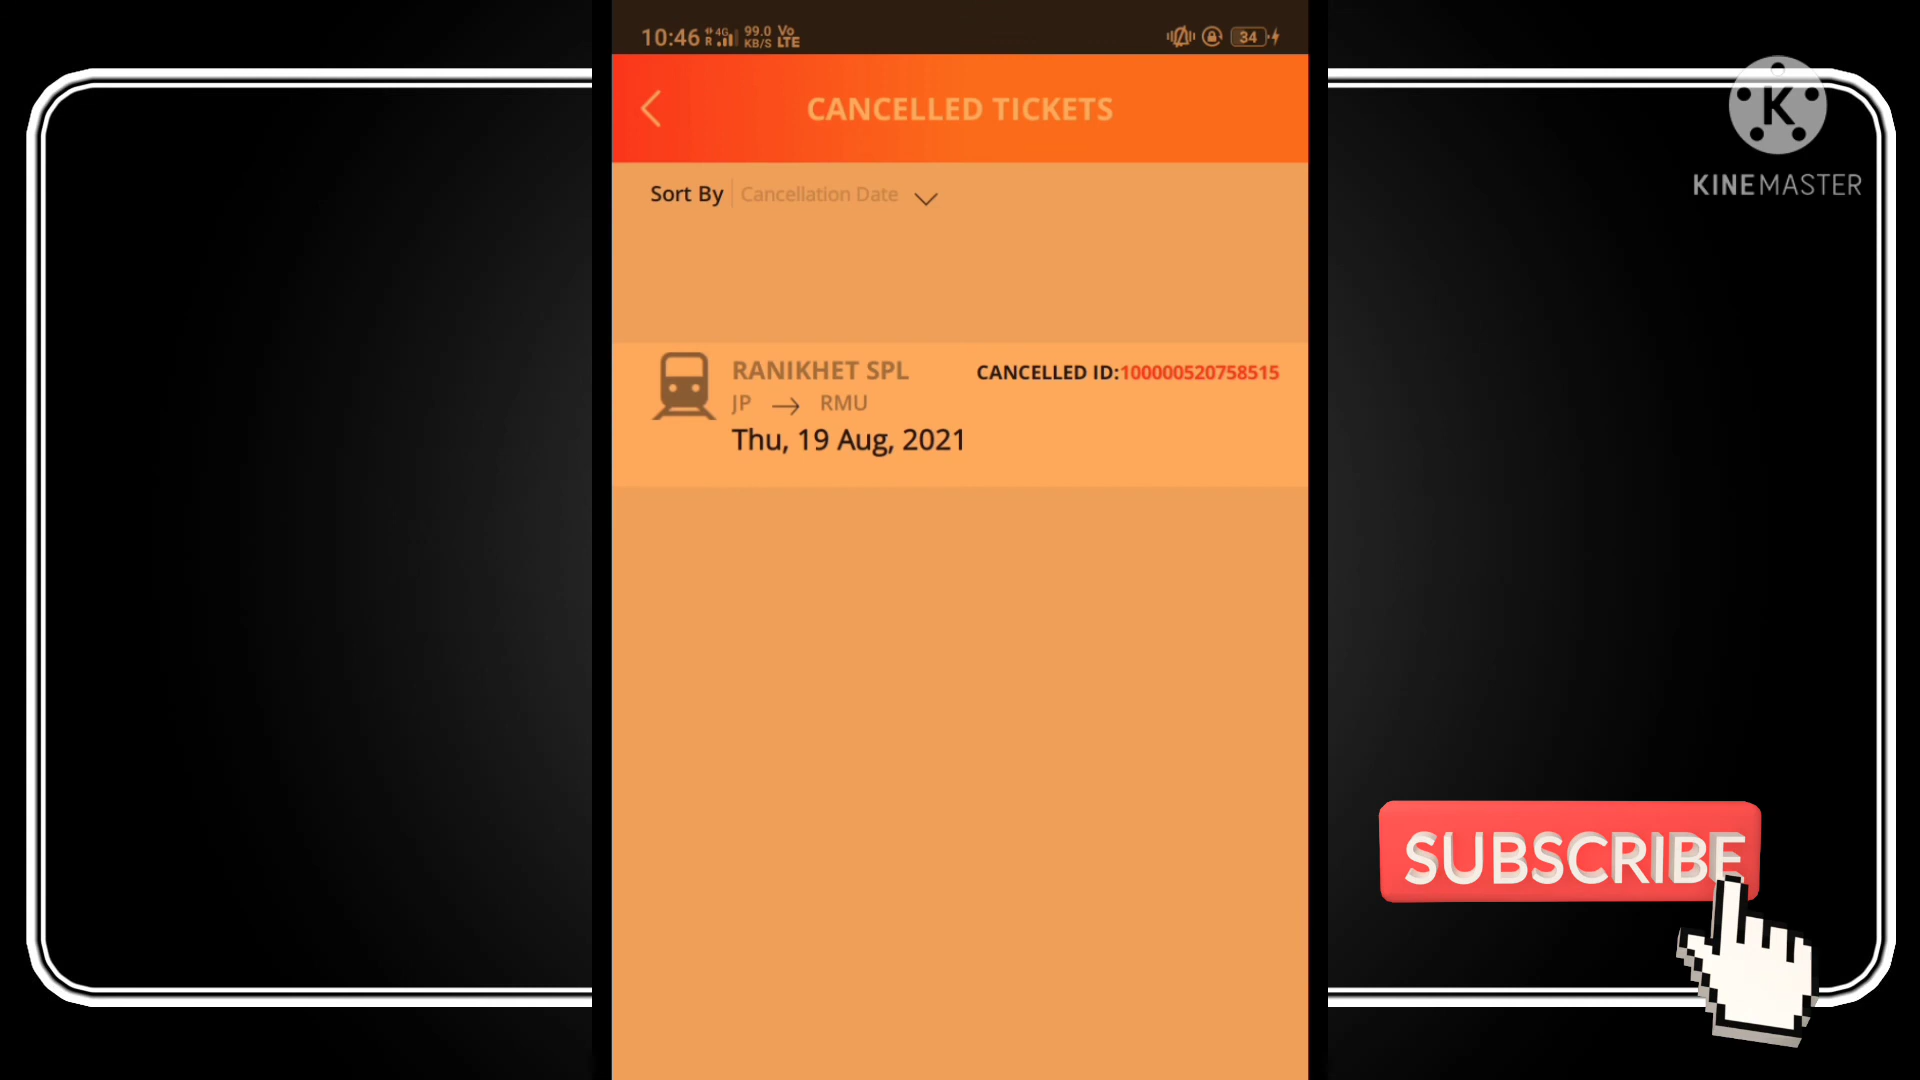 10:46 4G R 99.0 KB/S Vo LTE 34
CANCELLED TICKETS
K
KINEMASTER
Sort By Cancellation Date
RANIKHET SPL CANCELLED ID:100000520758515
JP → RMU
Thu, 19 Aug, 2021
SUBSCRIBE